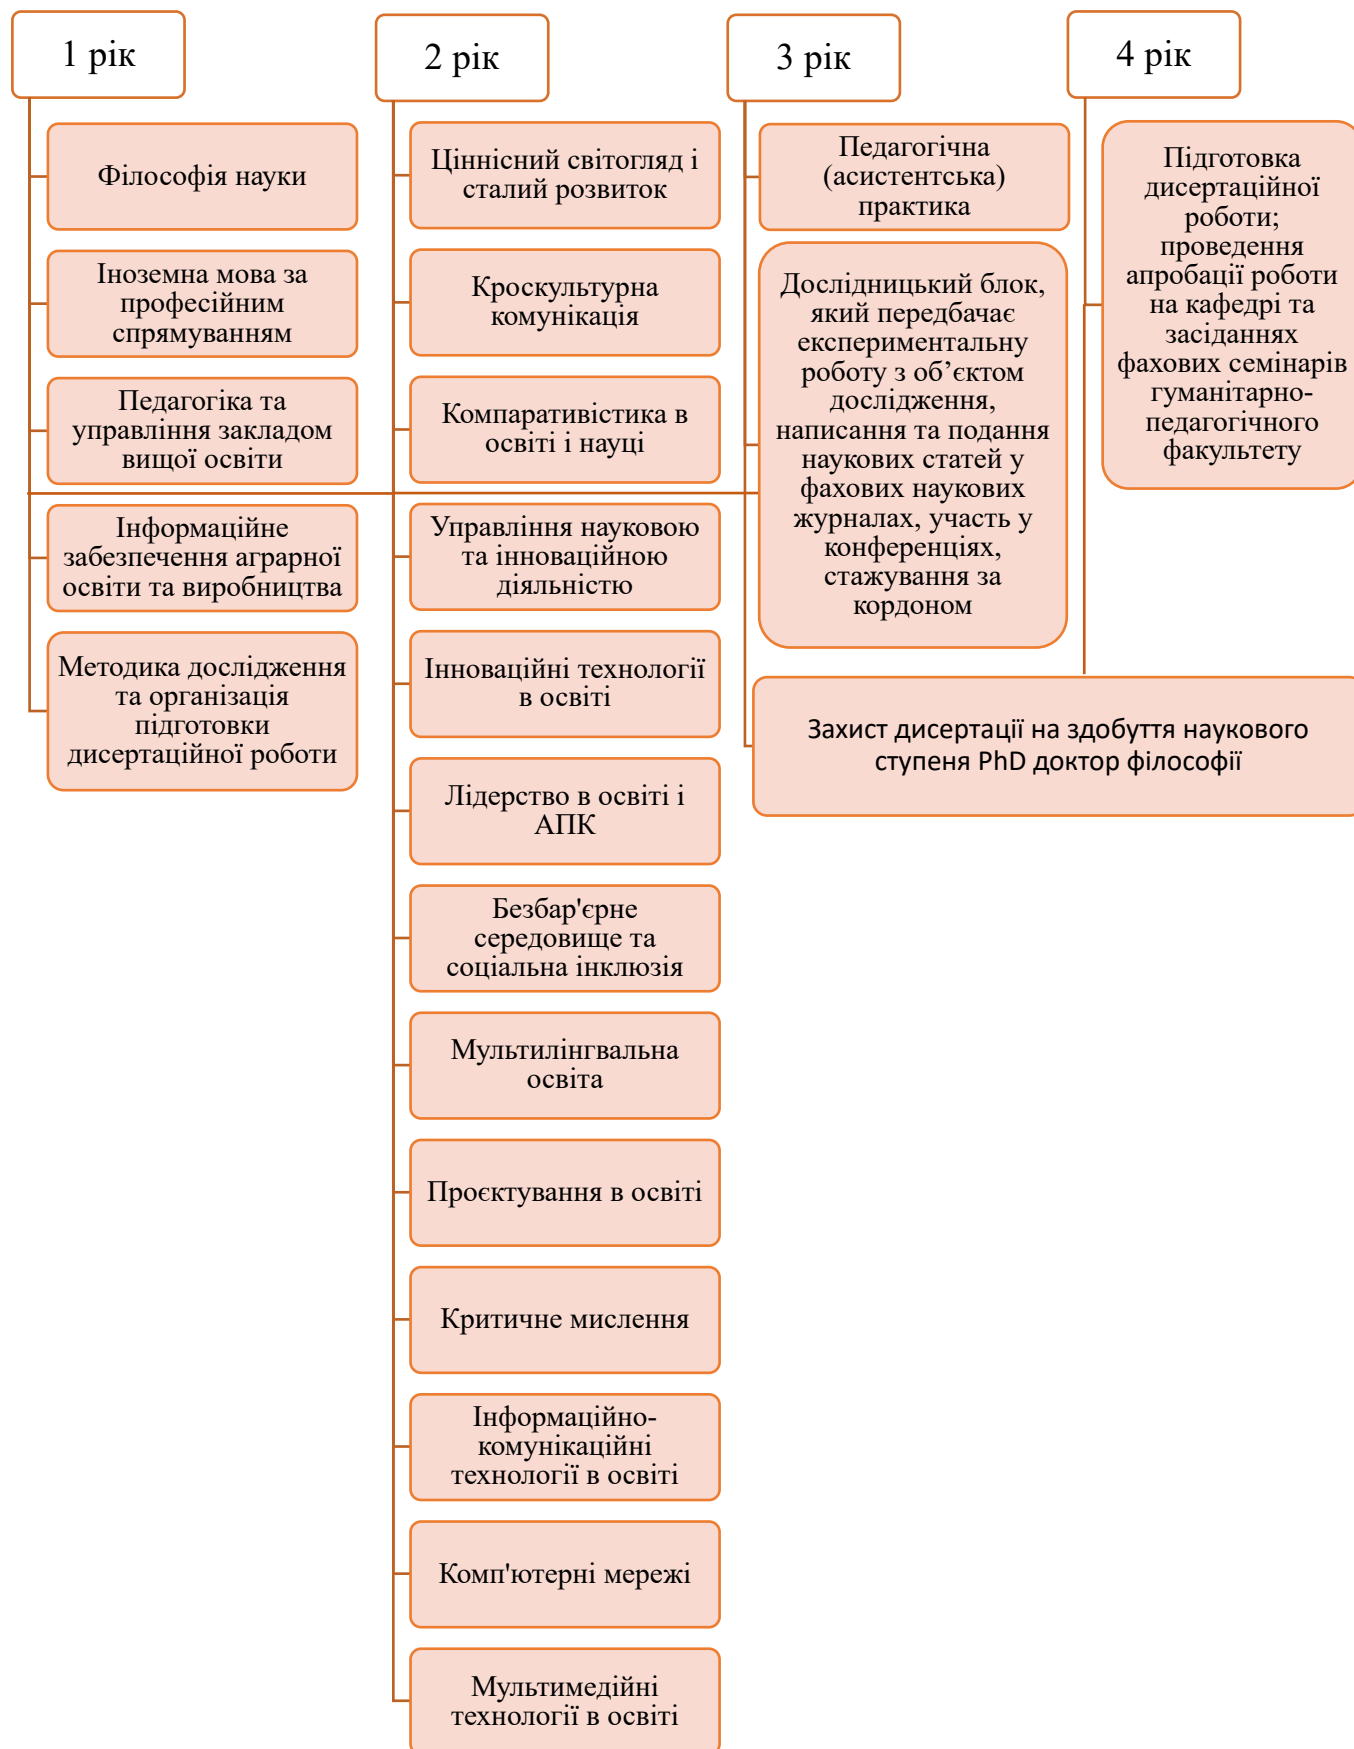 1 рік
Філософія науки
Іноземна мова за
професійним
спрямуванням
Педагогіка та
управління закладом
вищої освіти
Інформаційне
забезпечення аграрної
освіти та виробництва
Методика дослідження
та організація
підготовки
дисертаційної роботи
2 рік
Ціннісний світогляд і
сталий розвиток
Кроскультурна
комунікація
Компаративістика в
освіті і науці
Управління науковою
та інноваційною
діяльністю
Інноваційні технології
в освіті
Лідерство в освіті і
АПК
Безбар'єрне
середовище та
соціальна інклюзія
Мультилінгвальна
освіта
Проєктування в освіті
Критичне мислення
Інформаційно-
комунікаційні
технології в освіті
Комп'ютерні мережі
Мультимедійні
технології в освіті
3 рік
Педагогічна
(асистентська)
практика
Дослідницький блок,
який передбачає
експериментальну
роботу з об’єктом
дослідження,
написання та подання
наукових статей у
фахових наукових
журналах, участь у
конференціях,
стажування за
кордоном
4 рік
Підготовка
дисертаційної
роботи;
проведення
апробації роботи
на кафедрі та
засіданнях
фахових семінарів
гуманітарно-
педагогічного
факультету
Захист дисертації на здобуття наукового
ступеня PhD доктор філософії